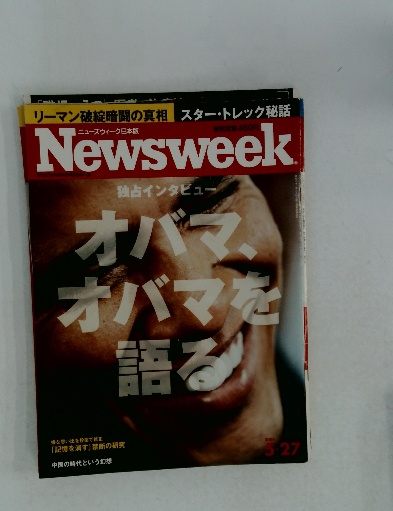 リーマン破綻暗闘の真相
スター・トレック秘話
ニューズウィーク日本版
Newsweek
独占インタビュー
オバマ、
オバマを
語る
「記憶を消す」禁断の研究
中国の時代という幻想
5 27